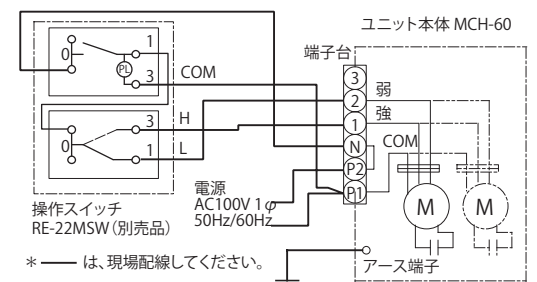 ユニット本体 MCH-60
端子台
0
1
PL
3
COM
0
3
H
1
L
3
2
弱
1
強
N
COM
P2
P1
M
M
電源
AC100V 1φ
50Hz/60Hz
操作スイッチ
RE-22MSW（別売品）
＊ は、現場配線してください。
アース端子